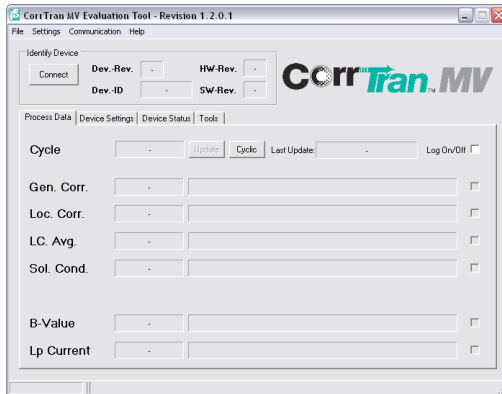 CorrTran MV Evaluation Tool - Revision 1.2.0.1
File Settings Communication Help
Identify Device
Connect Dev.-Rev. - HW-Rev. -
Dev.-ID - SW-Rev. -
CorrTran™ MV
Process Data Device Settings Device Status Tools
Cycle - Update Cyclic Last Update: - Log On/Off
Gen. Corr. -
Loc. Corr. -
LC. Avg. -
Sol. Cond. -
B-Value -
Lp Current -